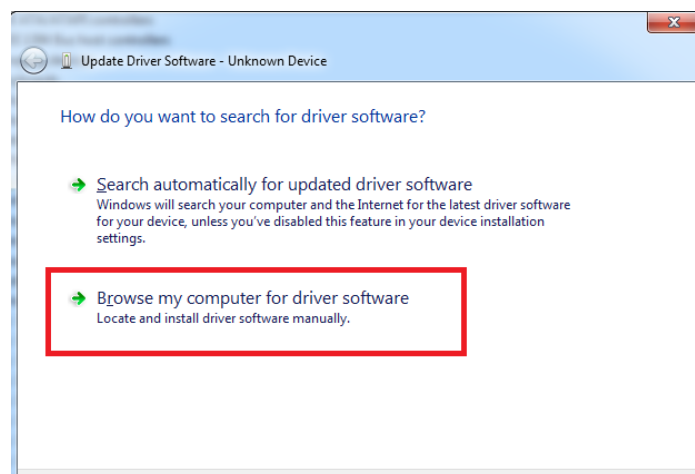 Update Driver Software - Unknown Device
How do you want to search for driver software?
Search automatically for updated driver software
Windows will search your computer and the Internet for the latest driver software
for your device, unless you've disabled this feature in your device installation
settings.
Browse my computer for driver software
Locate and install driver software manually.